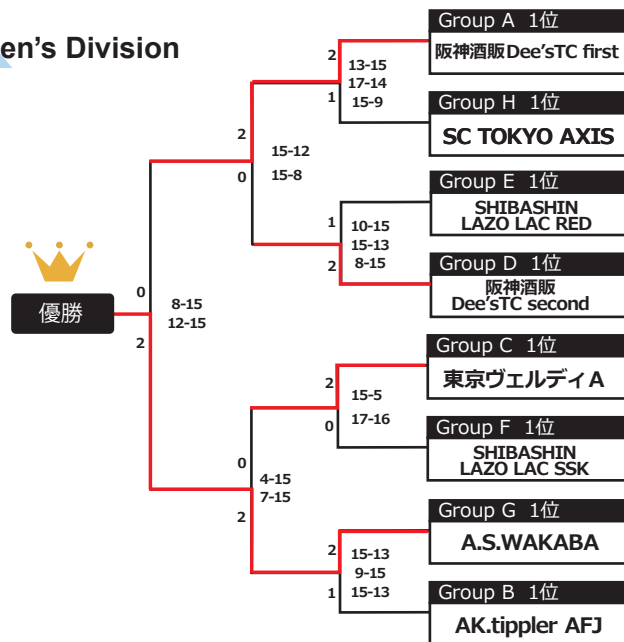 en's Division
Group A 1位
阪神酒販Dee'sTC first
2
13-15
17-14
15-9
1
Group H 1位
SC TOKYO AXIS
2
15-12
15-8
0
Group E 1位
SHIBASHIN
LAZO LAC RED
1
10-15
15-13
8-15
2
Group D 1位
阪神酒販
Dee'sTC second
0
8-15
12-15
2
優勝
Group C 1位
東京ヴェルディA
2
15-5
17-16
0
Group F 1位
SHIBASHIN
LAZO LAC SSK
0
4-15
7-15
2
Group G 1位
A.S.WAKABA
2
15-13
9-15
15-13
1
Group B 1位
AK.tippler AFJ